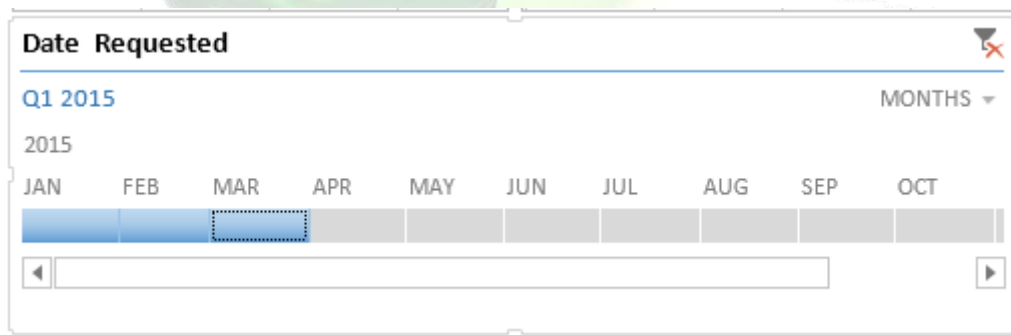 Date Requested
Q1 2015
MONTHS
2015
JAN FEB MAR APR MAY JUN JUL AUG SEP OCT